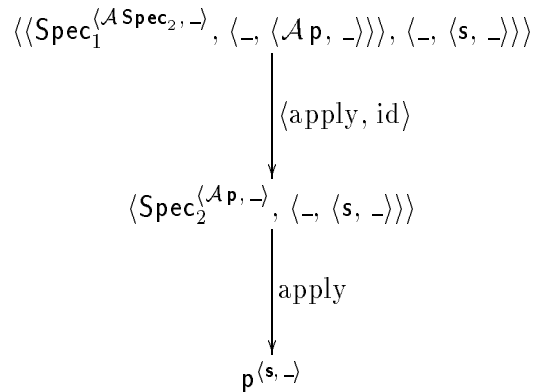 ⟨⟨Spec₁^⟨𝒜 Spec₂, _⟩, ⟨_, ⟨𝒜 p, _⟩⟩⟩, ⟨_, ⟨s, _⟩⟩⟩
⟨apply, id⟩
⟨Spec₂^⟨𝒜 p, _⟩, ⟨_, ⟨s, _⟩⟩⟩
apply
p^⟨s, _⟩